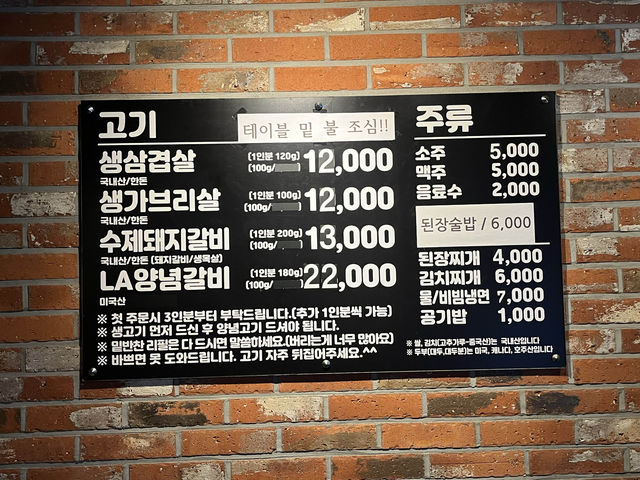 고기
테이블 밑 불 조심!!
생삼겹살 (1인분 120g) (100g/ 12,000
국내산/한돈
생가브리살 (1인분 100g) (100g/ 12,000
국내산/한돈
수제돼지갈비 (1인분 200g) (100g/ ) 13,000
국내산/한돈 (돼지갈비/생목살)
LA양념갈비 (1인분 180g) (100g/ 22,000
미국산
※ 첫 주문시 3인분부터 부탁드립니다.(추가 1인분씩 가능)
※ 생고기 먼저 드신 후 양념고기 드셔야 됩니다.
※ 밑반찬 리필은 다 드시면 말씀하세요.(버리는게 너무 많아요)
※ 바쁘면 못 도와드립니다. 고기 자주 뒤집어주세요.^^
주류
소주 5,000
맥주 5,000
음료수 2,000
된장술밥 / 6,000
된장찌개 4,000
김치찌개 6,000
물/비빔냉면 7,000
공기밥 1,000
※ 쌀, 김치(고추가루-중국산)는 국내산입니다
※ 두부(대두,대두분)는 미국, 캐나다, 호주산입니다